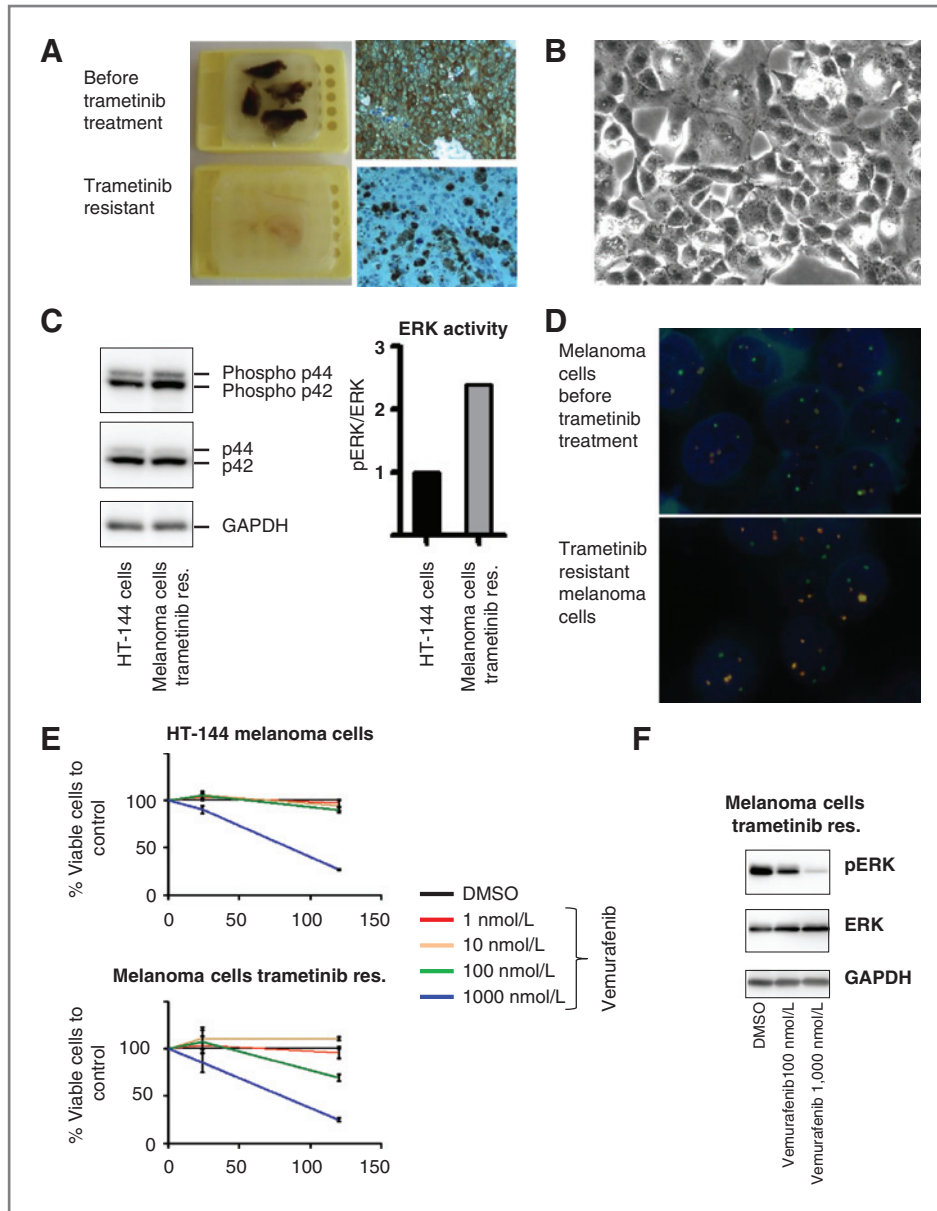 A
Before
trametinib
treatment
Trametinib
resistant
B
C
Phospho p44
Phospho p42
p44
p42
GAPDH
HT-144 cells
Melanoma cells
trametinib res.
ERK activity
pERK/ERK
3
2
1
HT-144 cells
Melanoma cells
trametinib res.
D
Melanoma
cells
before
trametinib
treatment
Trametinib
resistant
melanoma
cells
E
HT-144 melanoma cells
% Viable cells to
control
100
50
0
0 50 100 150
DMSO
1 nmol/L
10 nmol/L
100 nmol/L
1000 nmol/L
Vemurafenib
Melanoma cells trametinib res.
% Viable cells to
control
100
50
0
0 50 100 150
F
Melanoma cells
trametinib res.
pERK
ERK
GAPDH
DMSO
Vemurafenib100 nmol/L
Vemurafenib 1,000 nmol/L